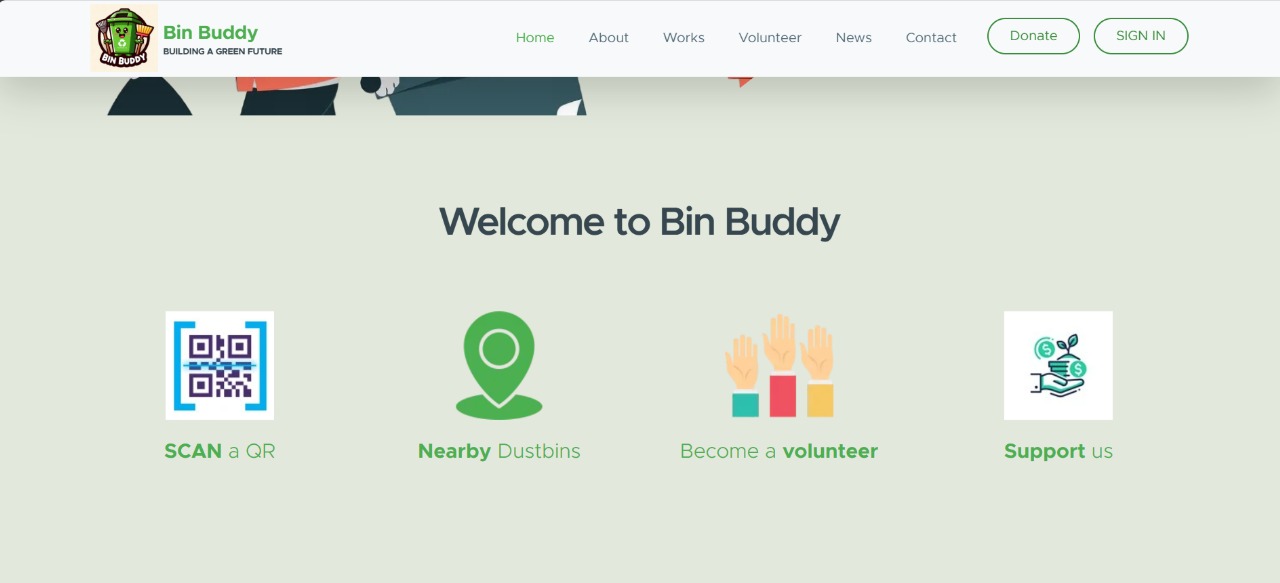 Bin Buddy
BUILDING A GREEN FUTURE
BIN BUDDY
Home About Works Volunteer News Contact Donate SIGN IN
Welcome to Bin Buddy
SCAN a QR
Nearby Dustbins
Become a volunteer
Support us